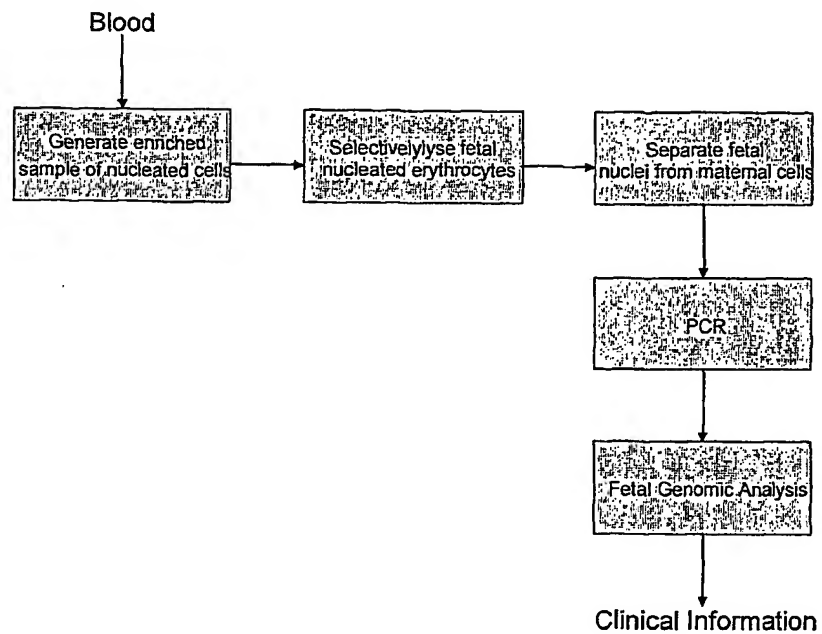 Blood
Generate enriched
sample of nucleated cells
Selectivelylyse fetal
nucleated erythrocytes
Separate fetal
nuclei from maternal cells
PCR
Fetal Genomic Analysis
Clinical Information